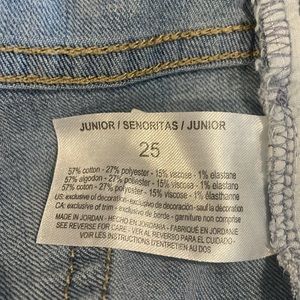 JUNIOR / SEÑORITAS / JUNIOR
25
57% cotton - 27% polyester - 15% viscose - 1% elastane
57% algodon - 27% polyester - 15% viscosa - 1% elastano
57% coton - 27% polyester - 15% viscose - 1% élasthanne
US: exclusive of decoration - exclusivo de decoración - sauf la décoration
CA: exclusive of trim - exclusivo de borde - garniture non comprise
MADE IN JORDAN - HECHO EN JORDANIA - FABRIQUÉ EN JORDANIE
SEE REVERSE FOR CARE - VER AL REVERSO PARA EL CUIDADO -
VOIR LES INSTRUCTIONS D'ENTRETIEN AU DOS